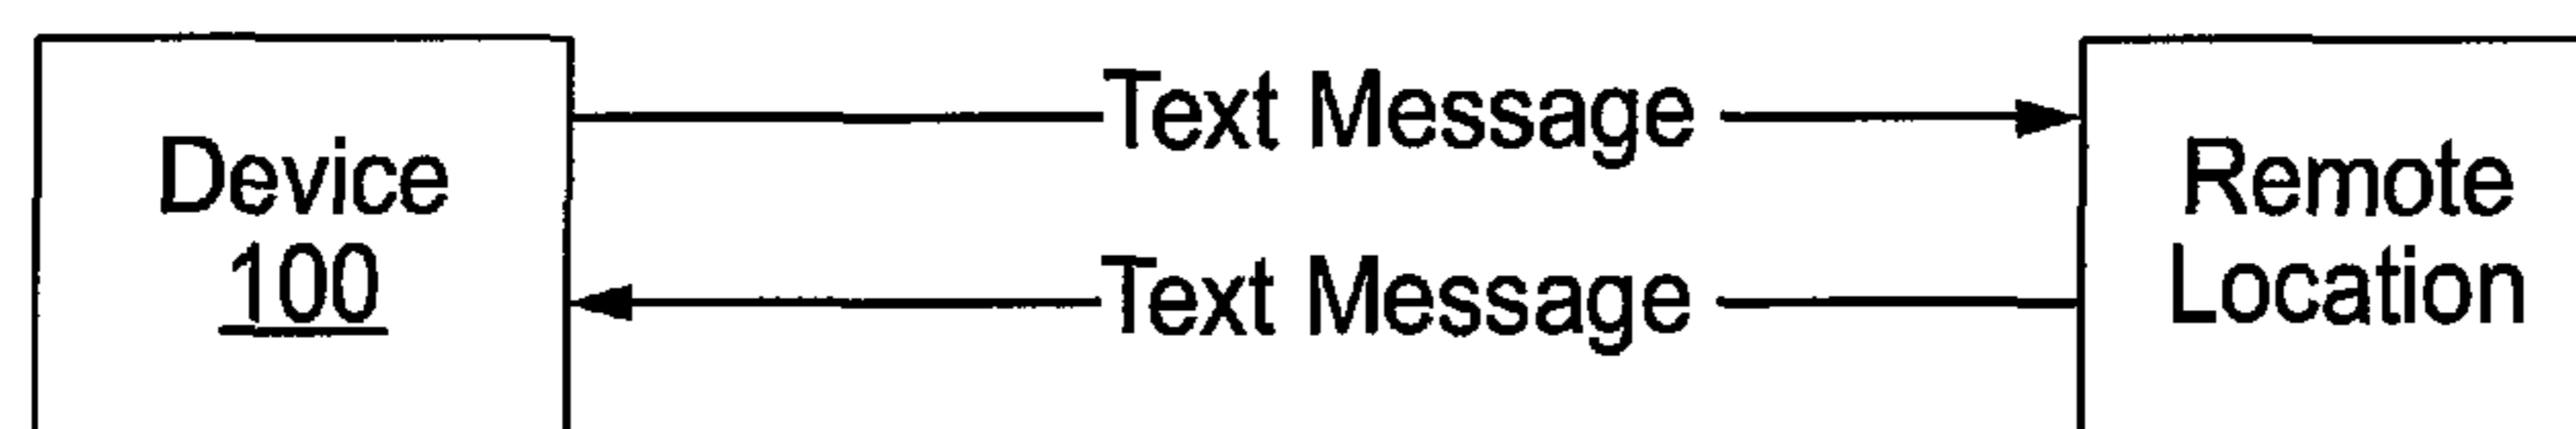 Device
100
Text Message
Text Message
Remote
Location